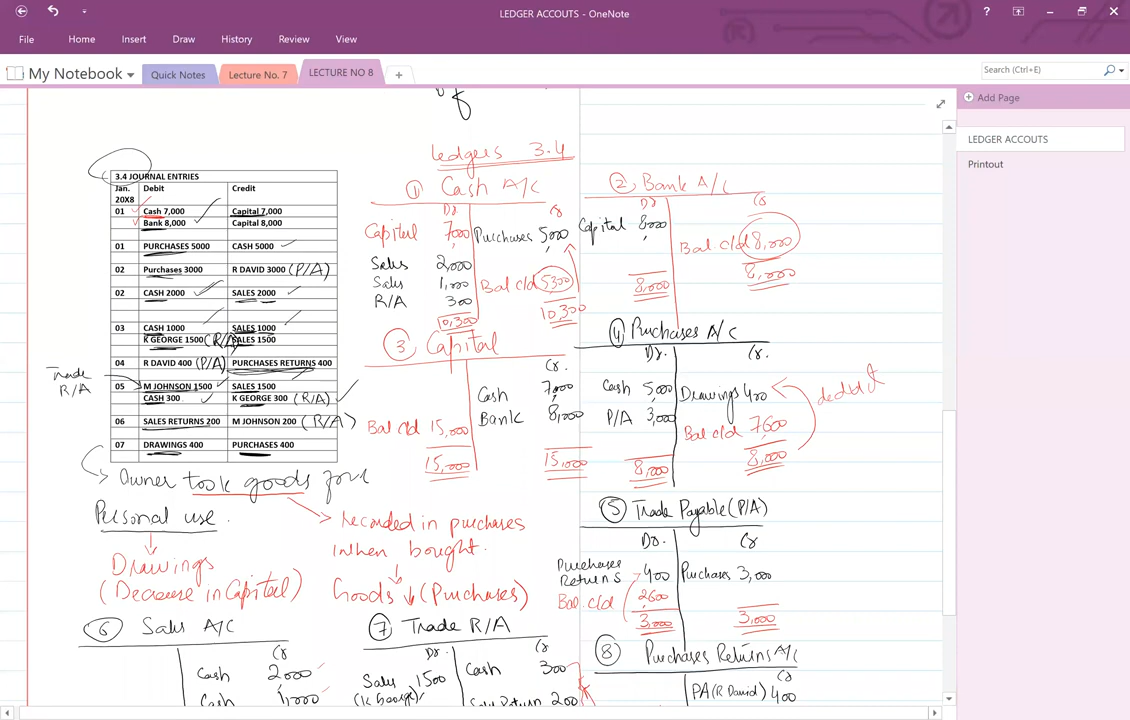 LEDGER ACCOUTS - OneNote
?
File Home Insert Draw History Review View
My Notebook Quick Notes Lecture No. 7 LECTURE NO 8 +
Search (Ctrl+E)
Add Page
LEDGER ACCOUTS
Printout
of
3.4 JOURNAL ENTRIES
Jan. 20X8 Debit Credit
01 Cash 7,000 Capital 7,000
Bank 8,000 Capital 8,000
01 PURCHASES 5000 CASH 5000
02 Purchases 3000 R DAVID 3000 (P/A)
02 CASH 2000 SALES 2000
03 CASH 1000 SALES 1000
K GEORGE 1500 (R/A) SALES 1500
04 R DAVID 400 (P/A) PURCHASES RETURNS 400
05 M JOHNSON 1500 SALES 1500
CASH 300 K GEORGE 300 (R/A)
06 SALES RETURNS 200 M JOHNSON 200 (R/A)
07 DRAWINGS 400 PURCHASES 400
Trade
R/A
Owner took goods for
Personal use.
Drawings
(Decrease in Capital)
Recorded in purchases
when bought.
Goods ↓ (Purchases)
ledgers 3.4
① Cash A/C
Dr Cr
Capital 7000 Purchases 5000
Sales 2,000
Sales 1,000 Bal c/d 5300
R/A 300
10,300 10,300
② Bank A/C
Dr Cr
Capital 8000
Bal c/d 8,000
8,000 8,000
③ Capital
Cr.
Cash 7,000
Bank 8,000
Bal c/d 15,000
15,000 15,000
④ Purchases A/C
Dr. Cr.
Cash 5,000 Drawings 400
P/A 3,000
Bal c/d 7,600
8,000 8,000
deduct
⑤ Trade Payable (P/A)
Dr. Cr
Purchases
Returns 400 Purchases 3,000
Bal. c/d 2600
3,000 3,000
⑥ Sales A/C
Cr
Cash 2000
Cash 1,000
⑦ Trade R/A
Dr. Cr
Sales 1500 Cash 300
(K George) Sales Return 200
⑧ Purchases Returns A/C
Cr
PA (R David) 400